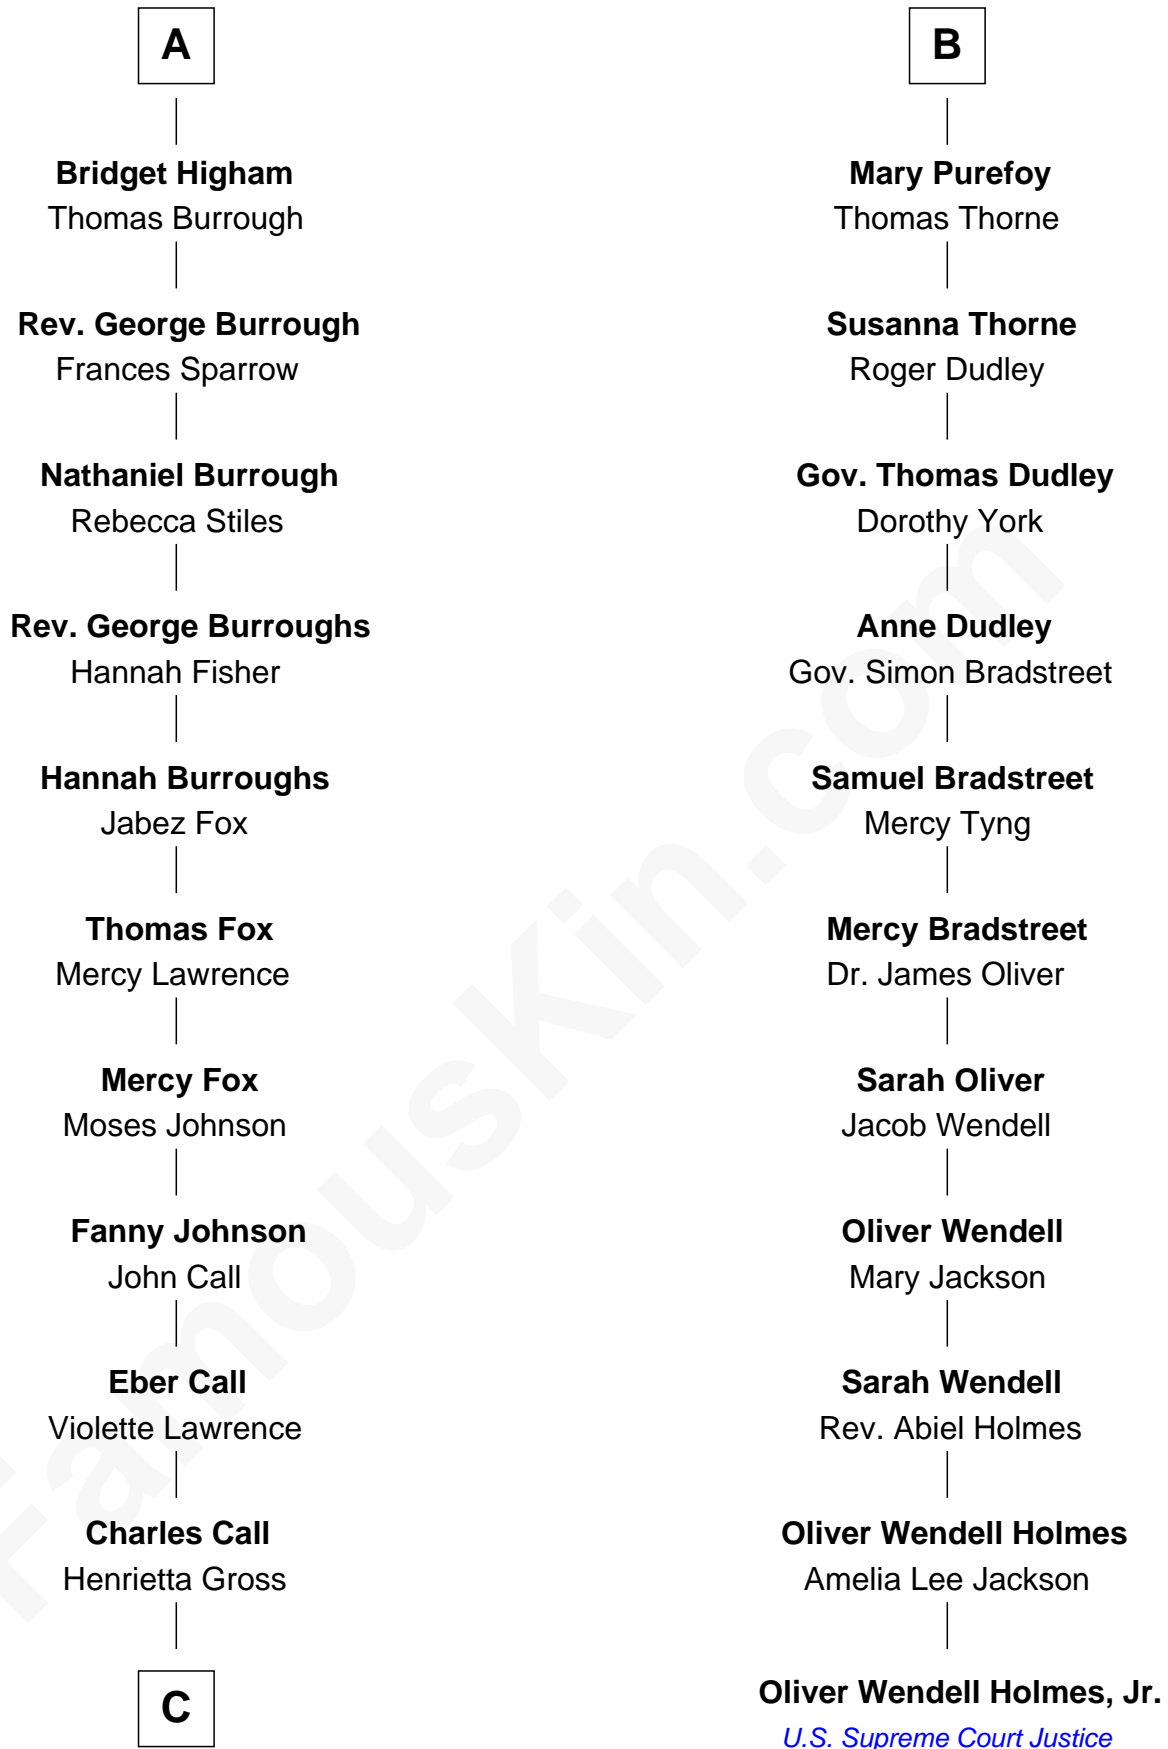 A
Bridget Higham
Thomas Burrough
Rev. George Burrough
Frances Sparrow
Nathaniel Burrough
Rebecca Stiles
Rev. George Burroughs
Hannah Fisher
Hannah Burroughs
Jabez Fox
Thomas Fox
Mercy Lawrence
Mercy Fox
Moses Johnson
Fanny Johnson
John Call
Eber Call
Violette Lawrence
Charles Call
Henrietta Gross
C
B
Mary Purefoy
Thomas Thorne
Susanna Thorne
Roger Dudley
Gov. Thomas Dudley
Dorothy York
Anne Dudley
Gov. Simon Bradstreet
Samuel Bradstreet
Mercy Tyng
Mercy Bradstreet
Dr. James Oliver
Sarah Oliver
Jacob Wendell
Oliver Wendell
Mary Jackson
Sarah Wendell
Rev. Abiel Holmes
Oliver Wendell Holmes
Amelia Lee Jackson
Oliver Wendell Holmes, Jr.
U.S. Supreme Court Justice
FamousKin.com